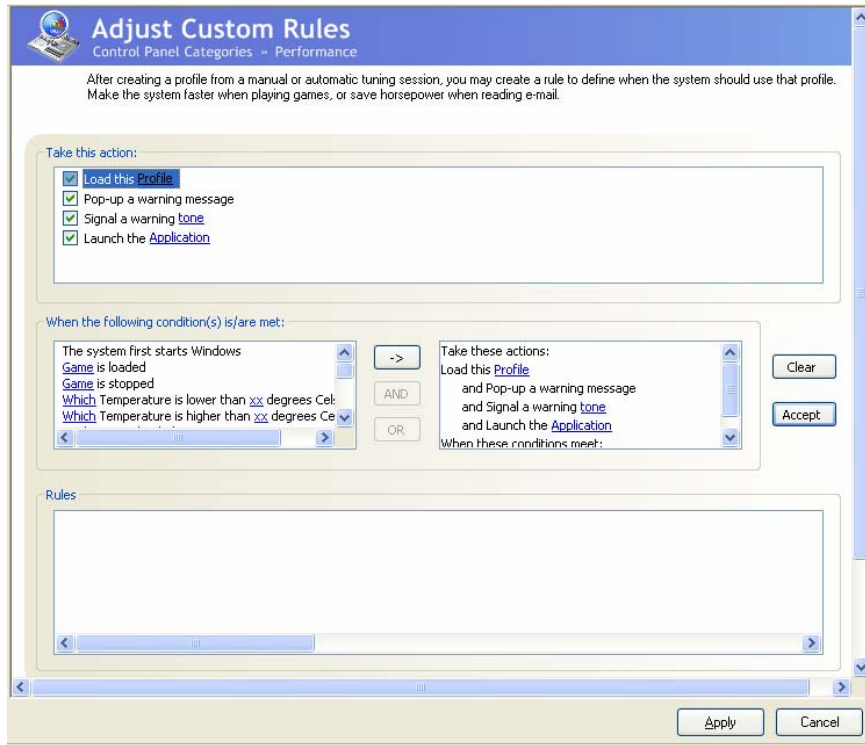 Adjust Custom Rules
Control Panel Categories » Performance
After creating a profile from a manual or automatic tuning session, you may create a rule to define when the system should use that profile.
Make the system faster when playing games, or save horsepower when reading e-mail.
Take this action:
Load this Profile
Pop-up a warning message
Signal a warning tone
Launch the Application
When the following condition(s) is/are met:
The system first starts Windows
Game is loaded
Game is stopped
Which Temperature is lower than xx degrees Cel
Which Temperature is higher than xx degrees Ce
->
AND
OR
Take these actions:
Load this Profile
and Pop-up a warning message
and Signal a warning tone
and Launch the Application
When these conditions meet:
Clear
Accept
Rules
Apply
Cancel